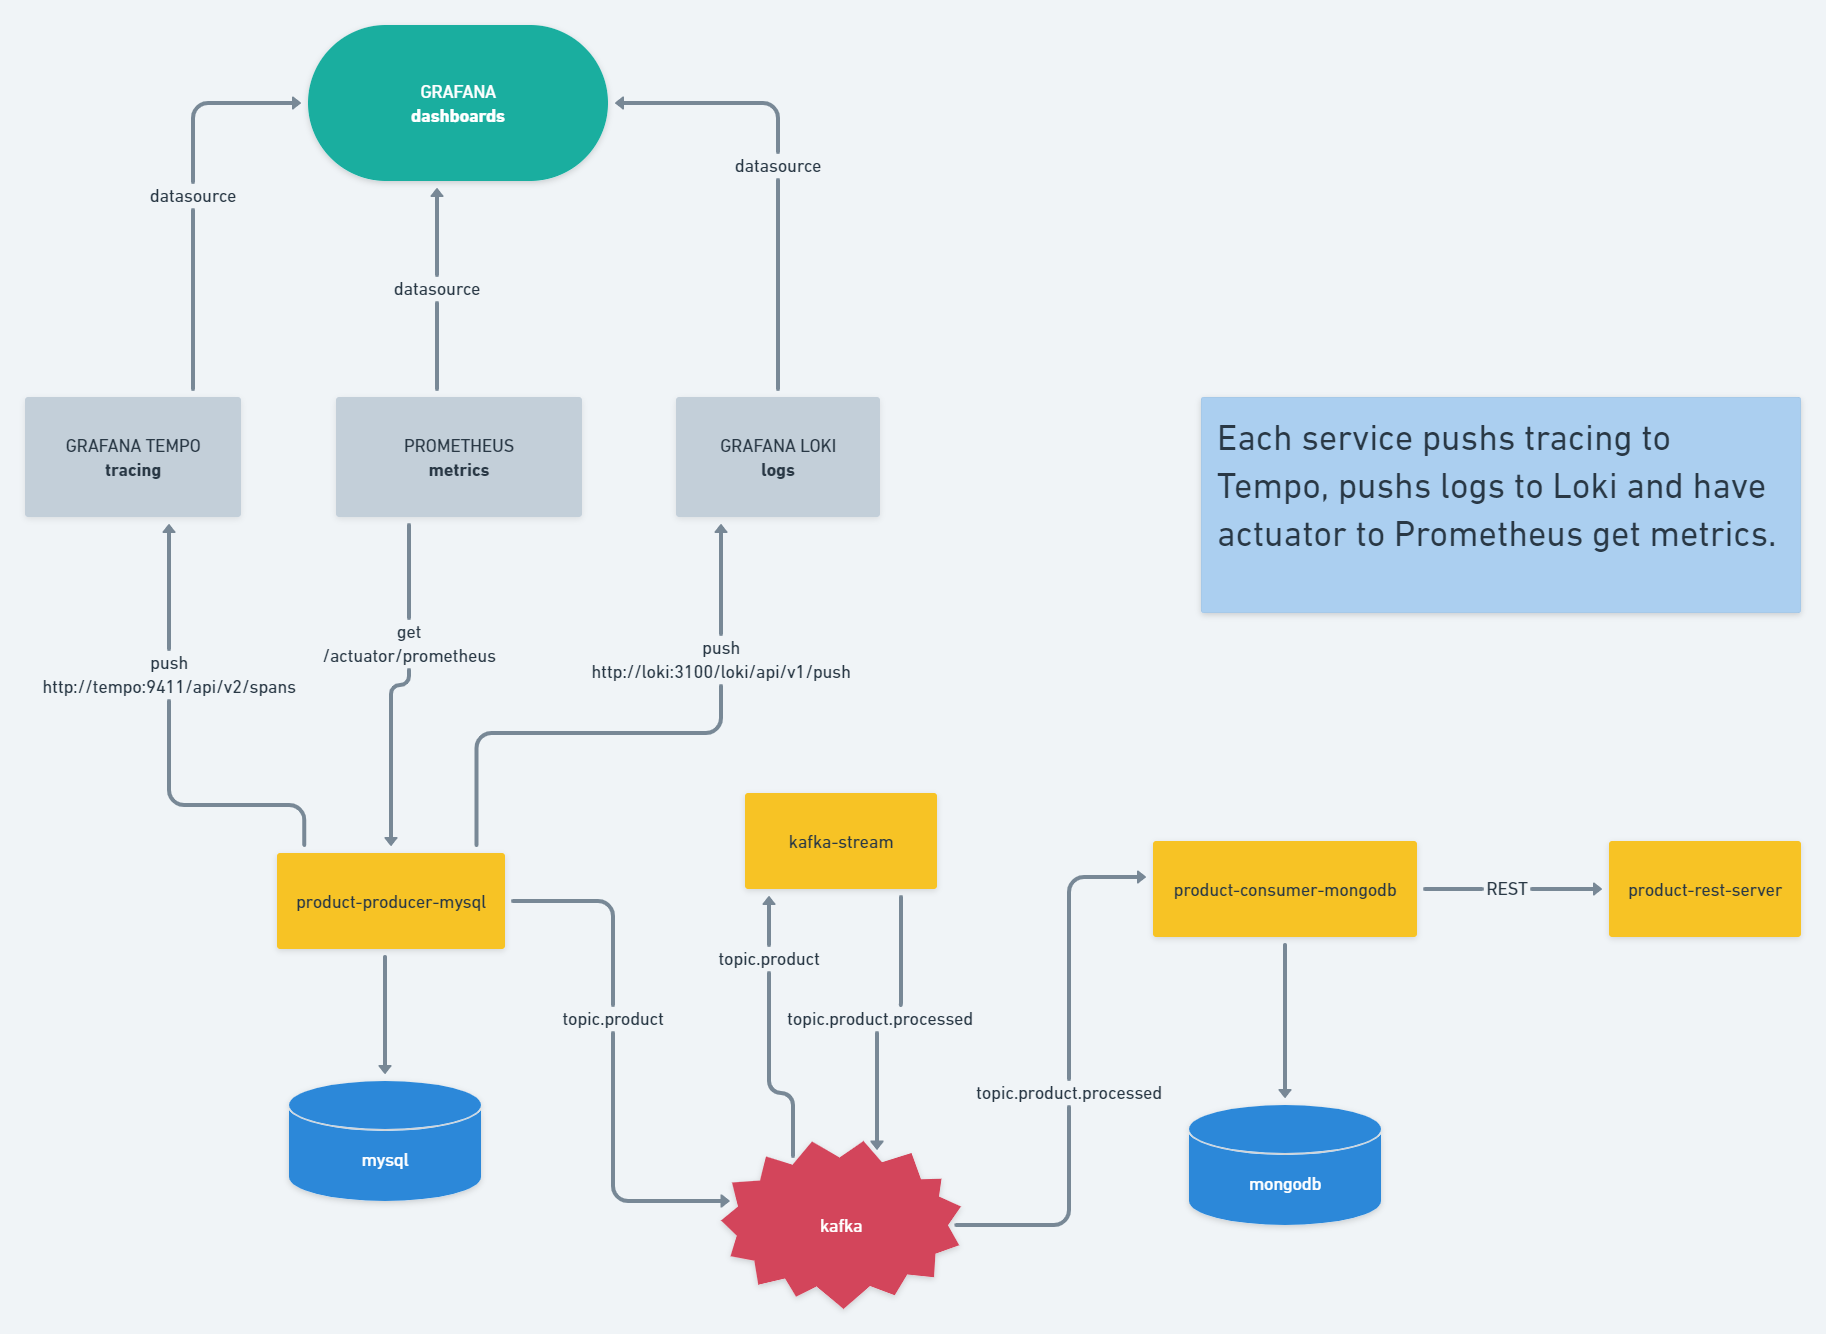 GRAFANA
dashboards
datasource
datasource
datasource
GRAFANA TEMPO
tracing
PROMETHEUS
metrics
GRAFANA LOKI
logs
Each service pushs tracing to
Tempo, pushs logs to Loki and have
actuator to Prometheus get metrics.
push
http://tempo:9411/api/v2/spans
get
/actuator/prometheus
push
http://loki:3100/loki/api/v1/push
kafka-stream
product-producer-mysql
product-consumer-mongodb
REST
product-rest-server
topic.product
topic.product
topic.product.processed
topic.product.processed
mysql
mongodb
kafka